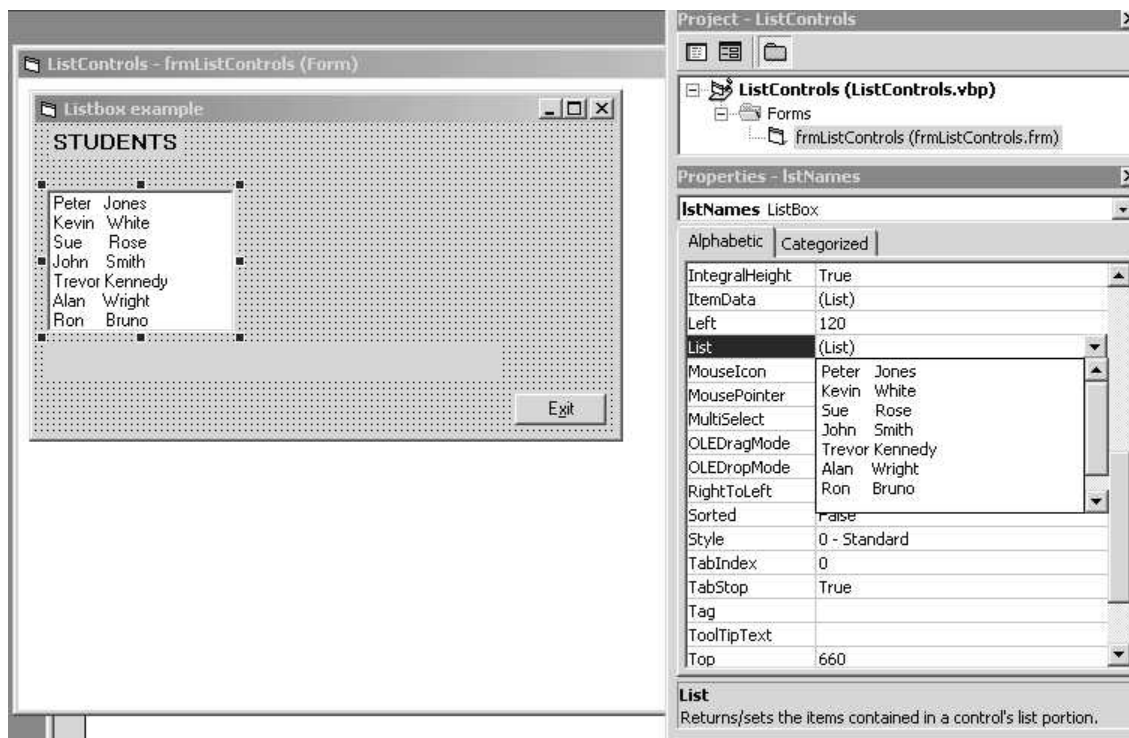 ListControls - frmListControls (Form)
Listbox example
STUDENTS
Peter Jones
Kevin White
Sue Rose
John Smith
Trevor Kennedy
Alan Wright
Ron Bruno
Exit
Project - ListControls
ListControls (ListControls.vbp)
Forms
frmListControls (frmListControls.frm)
Properties - lstNames
lstNames ListBox
Alphabetic Categorized
IntegralHeight True
ItemData (List)
Left 120
List (List)
MouseIcon
MousePointer
MultiSelect
OLEDragMode
OLEDropMode
RightToLeft
Peter Jones
Kevin White
Sue Rose
John Smith
Trevor Kennedy
Alan Wright
Ron Bruno
Sorted False
Style 0 - Standard
TabIndex 0
TabStop True
Tag
ToolTipText
Top 660
List
Returns/sets the items contained in a control's list portion.